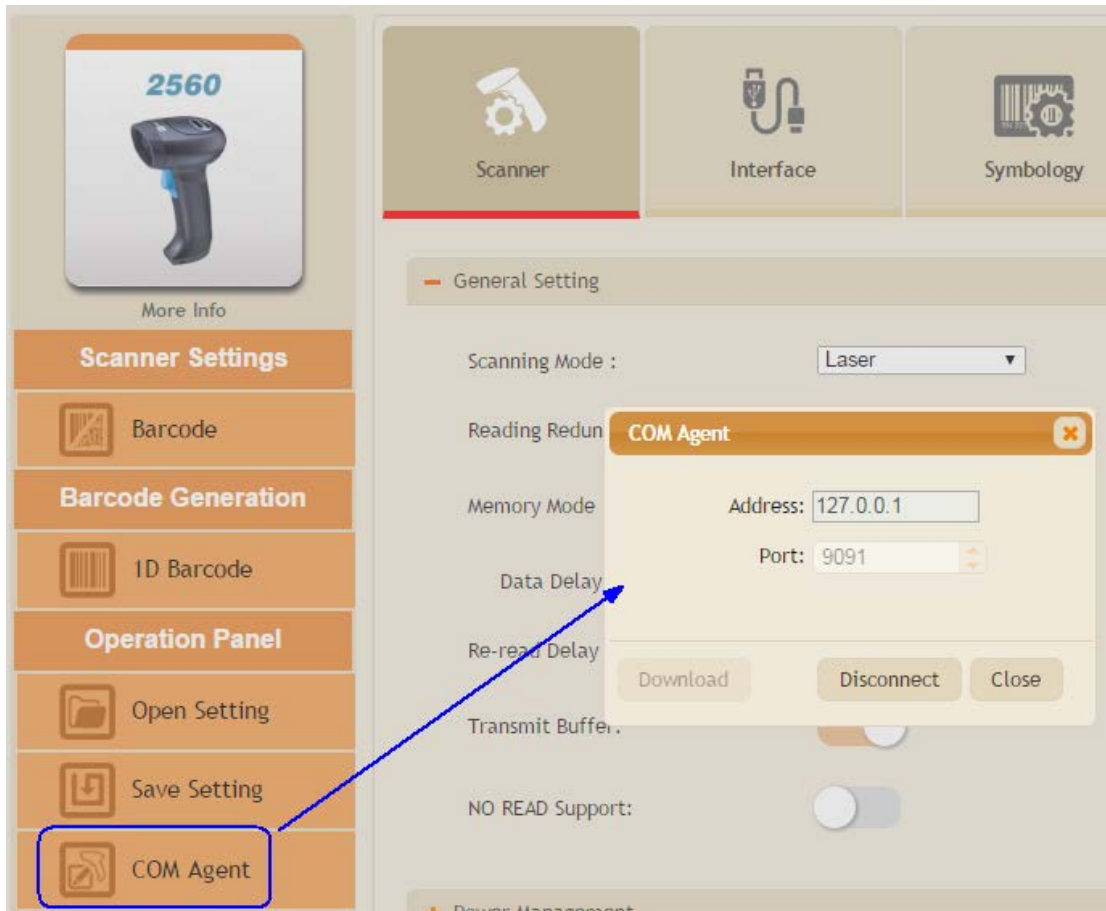 2560
More Info
Scanner Settings
Barcode
Barcode Generation
1D Barcode
Operation Panel
Open Setting
Save Setting
COM Agent
Scanner
Interface
Symbology
General Setting
Scanning Mode :
Laser
Reading Redun
Memory Mode
Data Delay
Re-read Delay
Transmit Buffer:
NO READ Support:
Power Management
COM Agent
Address: 127.0.0.1
Port: 9091
Download
Disconnect
Close